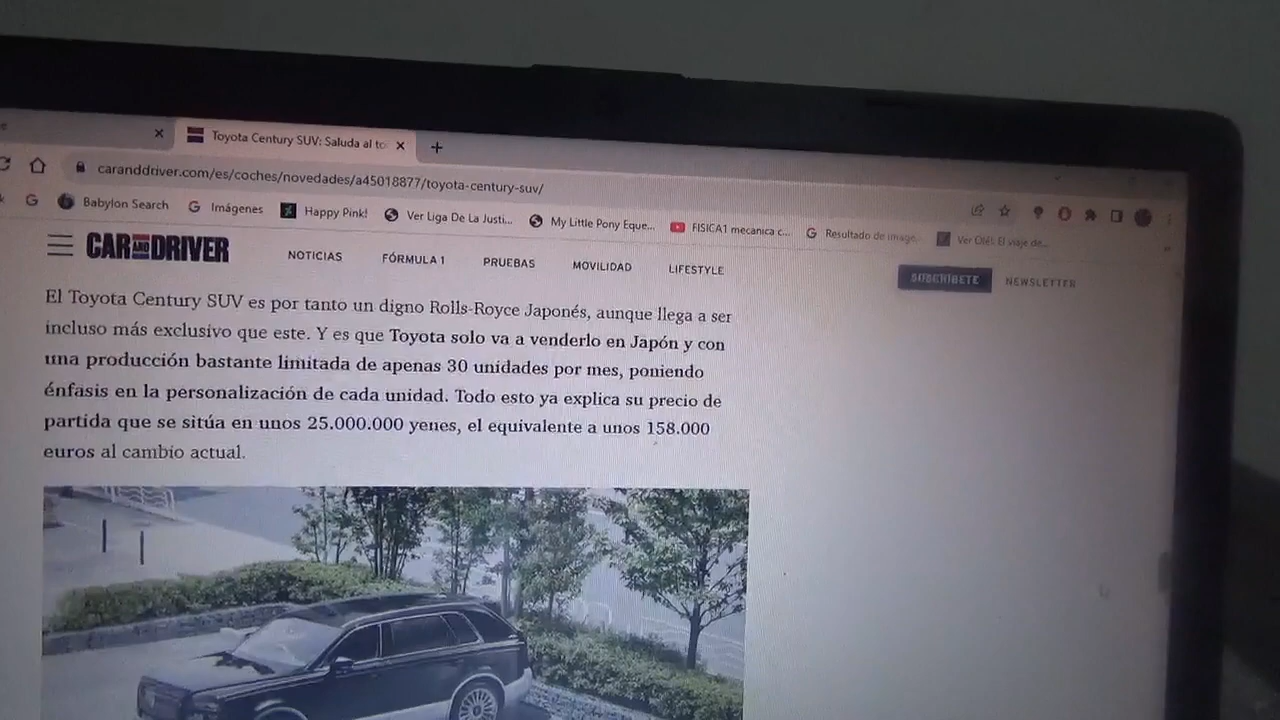 Toyota Century SUV: Saluda al to
caranddriver.com/es/coches/novedades/a45018877/toyota-century-suv/
Babylon Search
Imágenes
Happy Pink!
Ver Liga De La Justi...
My Little Pony Eque...
FISICA1 mecanica c...
Resultado de image...
Ver Olé!: El viaje de...
CAR AND DRIVER
NOTICIAS
FÓRMULA 1
PRUEBAS
MOVILIDAD
LIFESTYLE
SUSCRÍBETE
NEWSLETTER
El Toyota Century SUV es por tanto un digno Rolls-Royce Japonés, aunque llega a ser
incluso más exclusivo que este. Y es que Toyota solo va a venderlo en Japón y con
una producción bastante limitada de apenas 30 unidades por mes, poniendo
énfasis en la personalización de cada unidad. Todo esto ya explica su precio de
partida que se sitúa en unos 25.000.000 yenes, el equivalente a unos 158.000
euros al cambio actual.